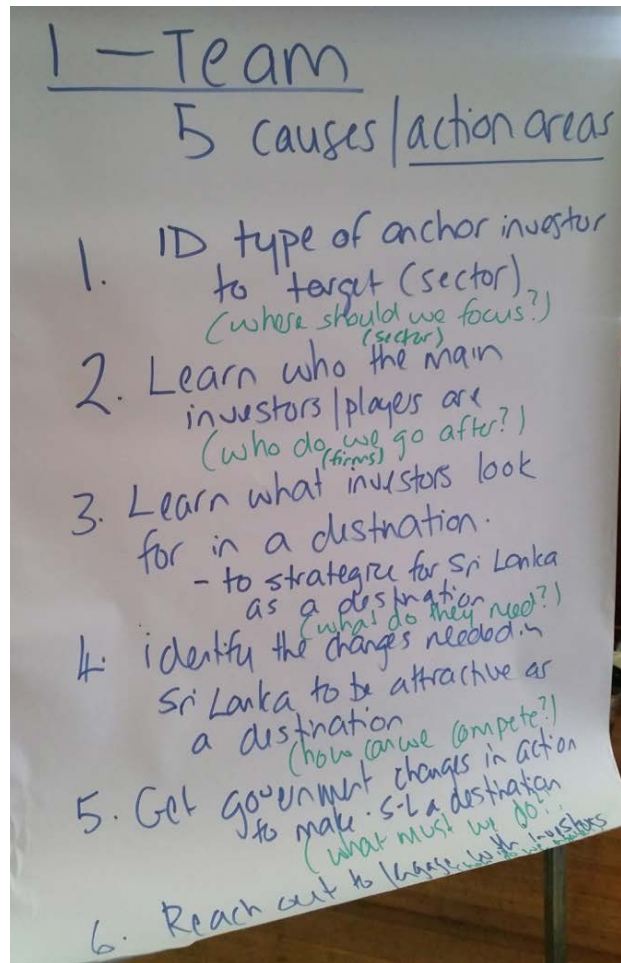 1 - Team
5 causes/action areas
1. ID type of anchor investor
to target (sector)
(where should we focus?)
(sector)
2. Learn who the main
investors/players are
(who do we go after?)
(firms)
3. Learn what investors look
for in a destination.
- to strategize for Sri Lanka
as a destination
(what do they need?)
4. identify the changes needed in
Sri Lanka to be attractive as
a destination
(how can we compete?)
5. Get government changes in action
to make S-L a destination
(what must we do?)
6. Reach out to /engage with investors